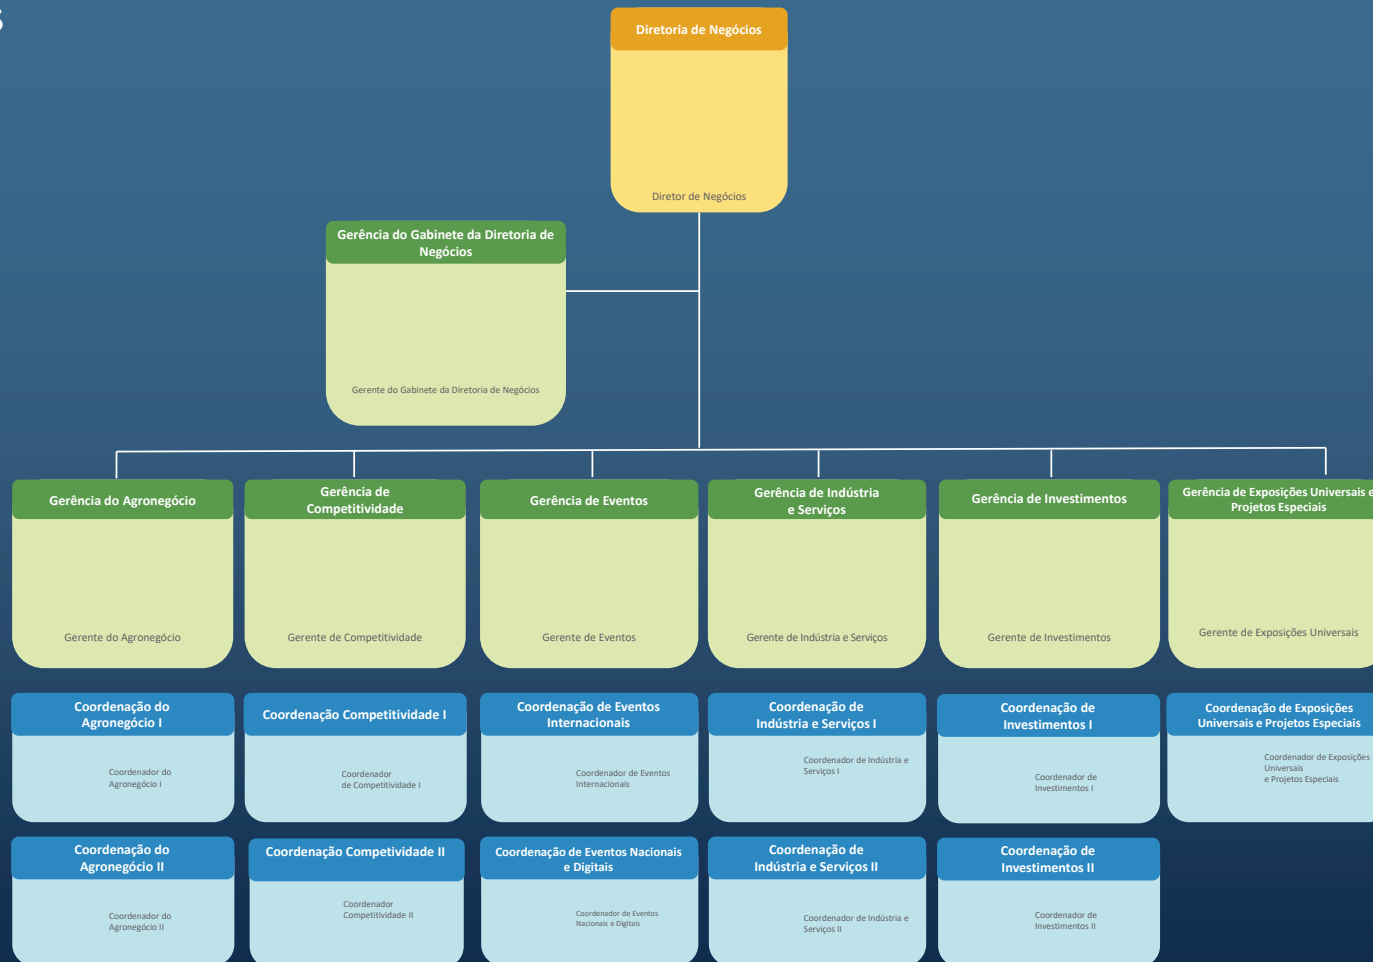 s
Diretoria de Negócios
Diretor de Negócios
Gerência do Gabinete da Diretoria de
Negócios
Gerente do Gabinete da Diretoria de Negócios
Gerência do Agronegócio
Gerente do Agronegócio
Gerência de
Competitividade
Gerente de Competitividade
Gerência de Eventos
Gerente de Eventos
Gerência de Indústria
e Serviços
Gerente de Indústria e Serviços
Gerência de Investimentos
Gerente de Investimentos
Gerência de Exposições Universais e
Projetos Especiais
Gerente de Exposições Universais
Coordenação do
Agronegócio I
Coordenador do
Agronegócio I
Coordenação Competitividade I
Coordenador
de Competitividade I
Coordenação de Eventos
Internacionais
Coordenador de Eventos
Internacionais
Coordenação de
Indústria e Serviços I
Coordenador de Indústria e
Serviços I
Coordenação de
Investimentos I
Coordenador de
Investimentos I
Coordenação de Exposições
Universais e Projetos Especiais
Coordenador de Exposições
Universais
e Projetos Especiais
Coordenação do
Agronegócio II
Coordenador do
Agronegócio II
Coordenação Competividade II
Coordenador
Competitividade II
Coordenação de Eventos Nacionais
e Digitais
Coordenador de Eventos
Nacionais e Digitais
Coordenação de
Indústria e Serviços II
Coordenador de Indústria e
Serviços II
Coordenação de
Investimentos II
Coordenador de
Investimentos II